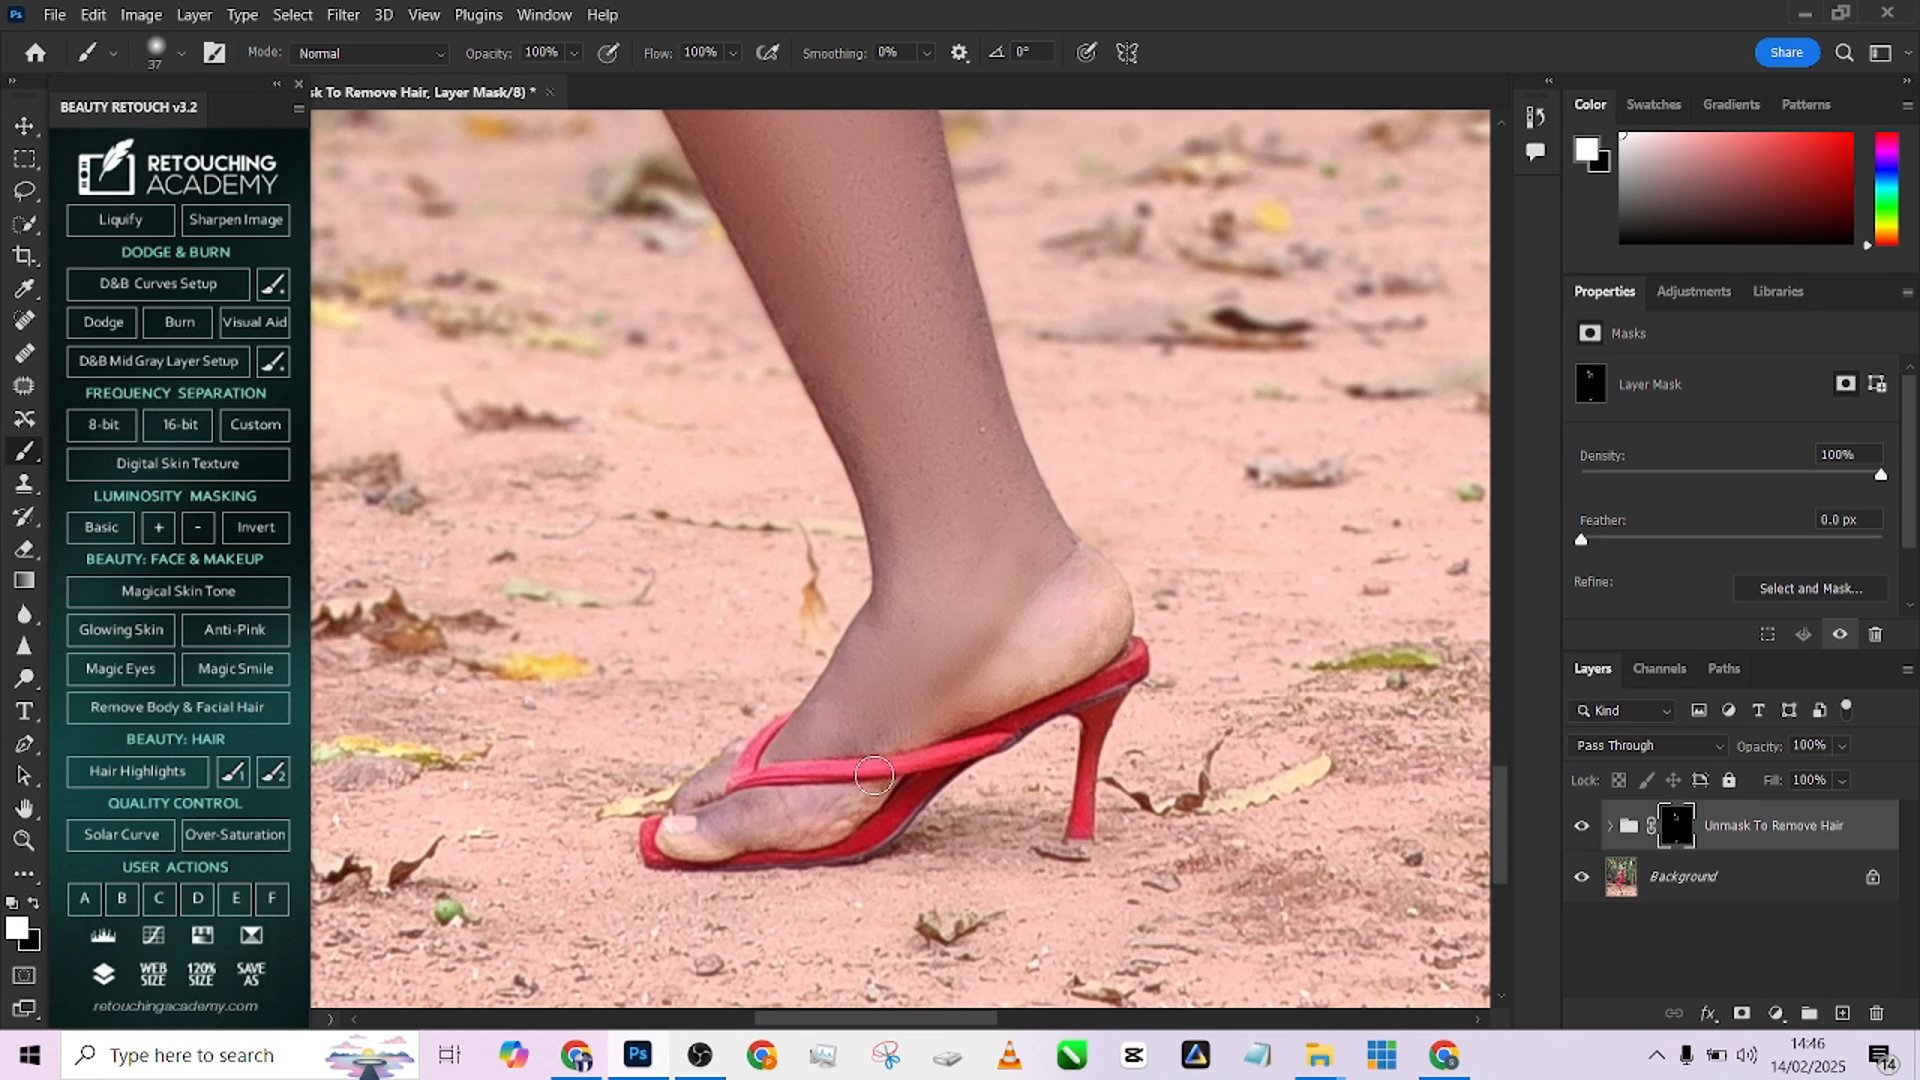 File Edit Image Layer Type Select Filter 3D View Plugins Window Help
37 Mode: Normal Opacity: 100% Flow: 100% Smoothing: 0% 0° Share
BEAUTY RETOUCH v3.2
sk To Remove Hair, Layer Mask/8) *
RETOUCHING
ACADEMY
Liquify Sharpen Image
DODGE & BURN
D&B Curves Setup
Dodge Burn Visual Aid
D&B Mid Gray Layer Setup
FREQUENCY SEPARATION
8-bit 16-bit Custom
Digital Skin Texture
LUMINOSITY MASKING
Basic + - Invert
BEAUTY: FACE & MAKEUP
Magical Skin Tone
Glowing Skin Anti-Pink
Magic Eyes Magic Smile
Remove Body & Facial Hair
BEAUTY: HAIR
Hair Highlights 1 2
QUALITY CONTROL
Solar Curve Over-Saturation
USER ACTIONS
A B C D E F
WEB SIZE 120% SIZE SAVE AS
retouchingacademy.com
Color Swatches Gradients Patterns
Properties Adjustments Libraries
Masks
Layer Mask
Density: 100%
Feather: 0.0 px
Refine: Select and Mask...
Layers Channels Paths
Kind
Pass Through Opacity: 100%
Lock: Fill: 100%
Unmask To Remove Hair
Background
Type here to search
Ps
14:46
14/02/2025
14